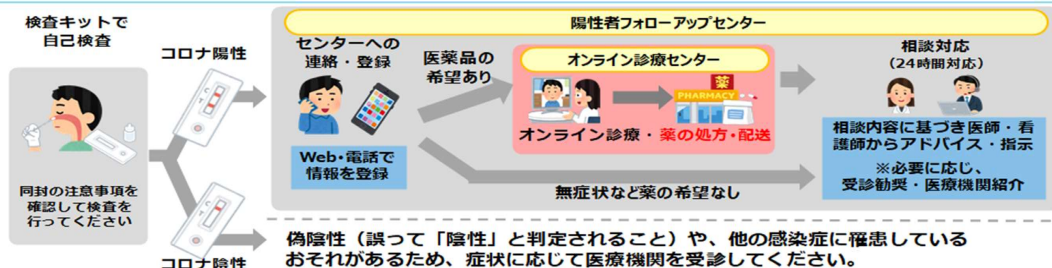 検査キットで
自己検査
同封の注意事項を
確認して検査を
行ってください
コロナ陽性
コロナ陰性
陽性者フォローアップセンター
センターへの
連絡・登録
Web・電話で
情報を登録
医薬品の
希望あり
オンライン診療センター
薬
PHARMACY
オンライン診療・薬の処方・配送
無症状など薬の希望なし
相談対応
（24時間対応）
相談内容に基づき医師・看
護師からアドバイス・指示
※必要に応じ、
受診勧奨・医療機関紹介
偽陰性（誤って「陰性」と判定されること）や、他の感染症に罹患している
おそれがあるため、症状に応じて医療機関を受診してください。